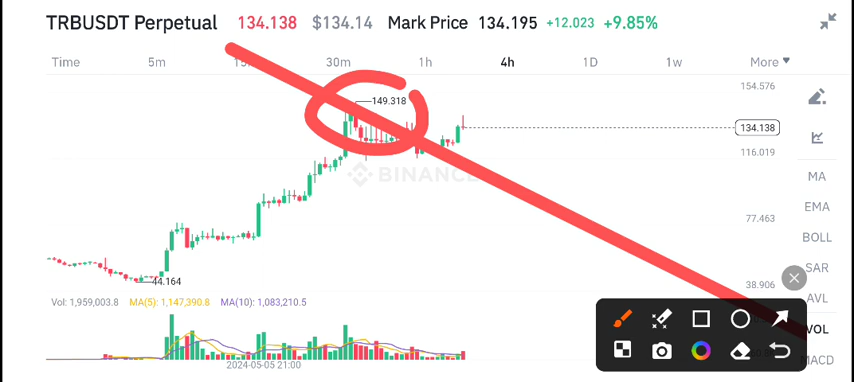 TRBUSDT Perpetual 134.138 $134.14 Mark Price 134.195 +12.023 +9.85%
Time 5m 30m 1h 4h 1D 1w More
154.576
149.318
134.138
116.019
BINANCE
MA
EMA
77.463
BOLL
SAR
44.164
38.906
Vol: 1,959,003.8 MA(5): 1,147,390.8 MA(10): 1,083,210.5
AVL
VOL
MACD
2024-05-05 21:00